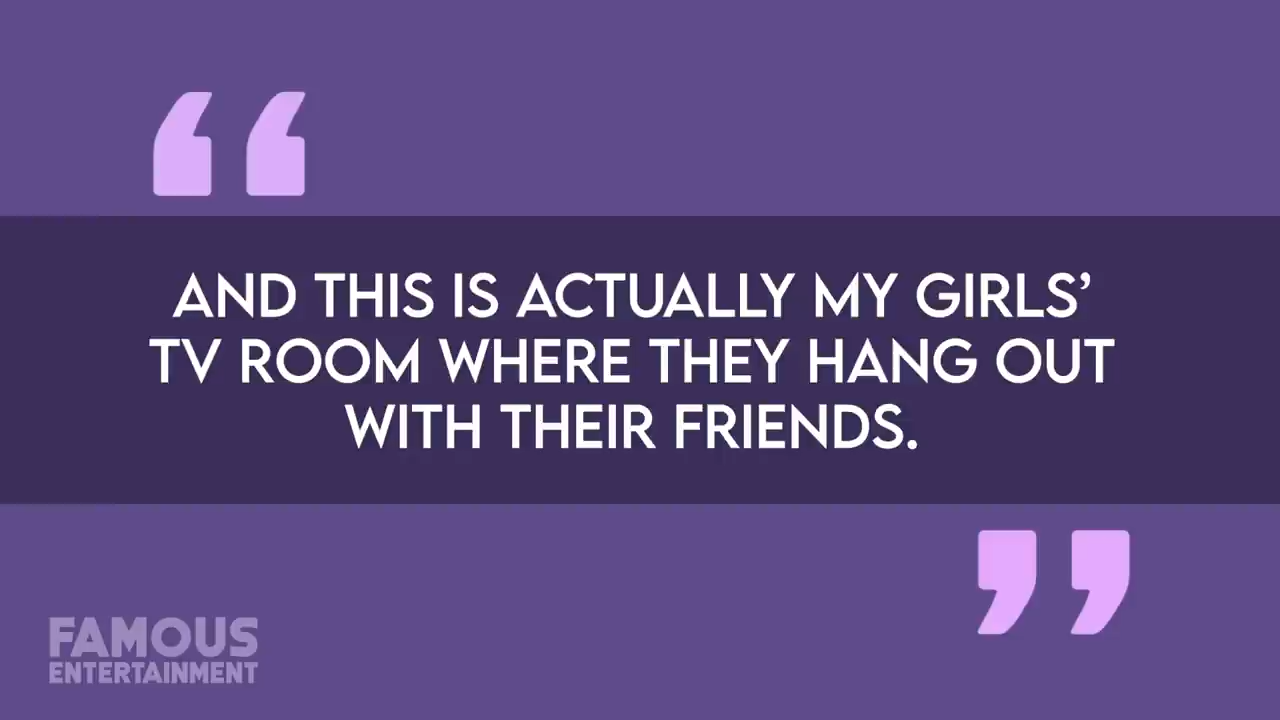 “
AND THIS IS ACTUALLY MY GIRLS’
TV ROOM WHERE THEY HANG OUT
WITH THEIR FRIENDS.
”
FAMOUS
ENTERTAINMENT